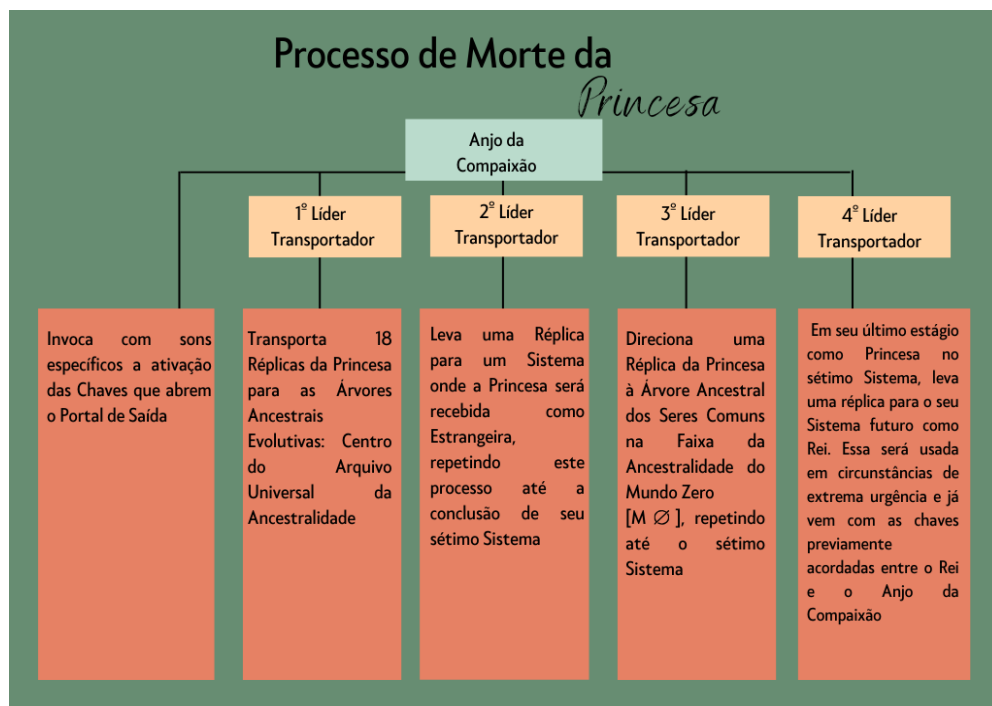 Processo de Morte da
Princesa
Anjo da
Compaixão
1º Líder
Transportador
2º Líder
Transportador
3º Líder
Transportador
4º Líder
Transportador
Invoca com sons
específicos a ativação
das Chaves que abrem
o Portal de Saída
Transporta 18
Réplicas da Princesa
para as Árvores
Ancestrais
Evolutivas: Centro
do Arquivo
Universal da
Ancestralidade
Leva uma Réplica
para um Sistema
onde a Princesa será
recebida como
Estrangeira,
repetindo este
processo até a
conclusão de seu
sétimo Sistema
Direciona uma
Réplica da Princesa
à Árvore Ancestral
dos Seres Comuns
na Faixa da
Ancestralidade do
Mundo Zero
[M ∅ ], repetindo
até o sétimo
Sistema
Em seu último estágio
como Princesa no
sétimo Sistema, leva
uma réplica para o seu
Sistema futuro como
Rei. Essa será usada
em circunstâncias de
extrema urgência e já
vem com as chaves
previamente
acordadas entre o Rei
e o Anjo da
Compaixão